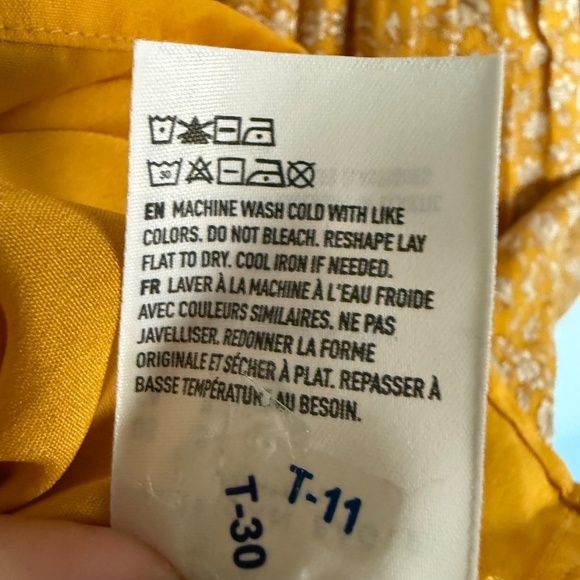 30
EN MACHINE WASH COLD WITH LIKE
COLORS. DO NOT BLEACH. RESHAPE LAY
FLAT TO DRY. COOL IRON IF NEEDED.
FR LAVER À LA MACHINE À L'EAU FROIDE
AVEC COULEURS SIMILAIRES. NE PAS
JAVELLISER. REDONNER LA FORME
ORIGINALE ET SÉCHER À PLAT. REPASSER À
BASSE TEMPÉRATURE AU BESOIN.
T-11
T-30